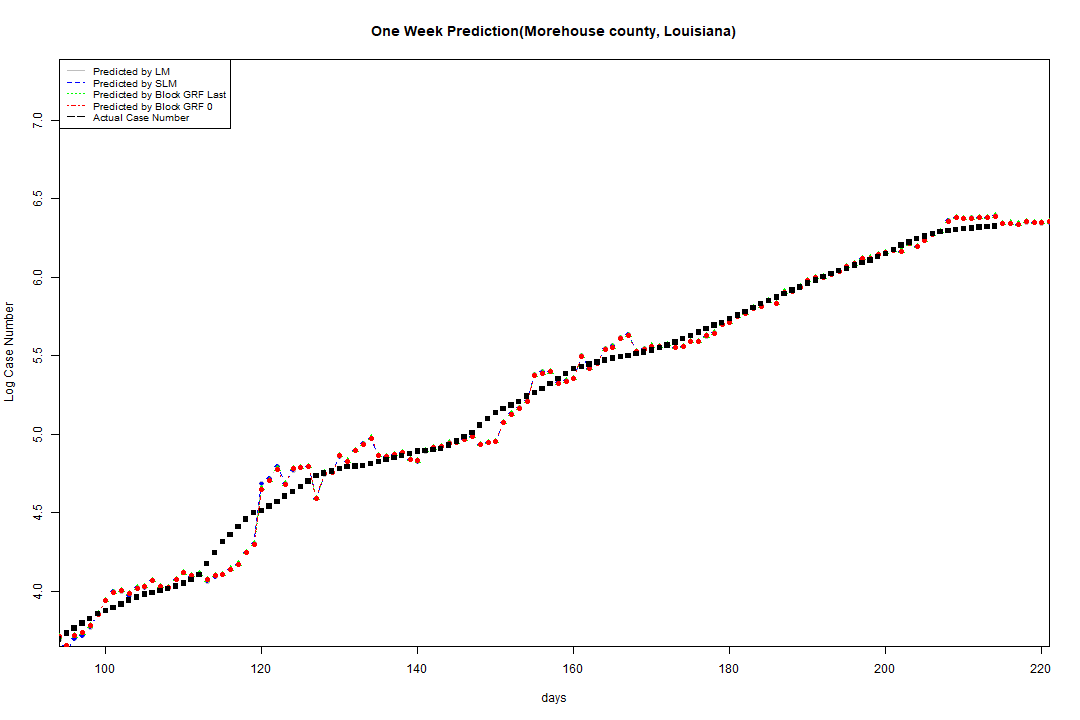 One Week Prediction(Morehouse county, Louisiana)
Predicted by LM
Predicted by SLM
Predicted by Block GRF Last
Predicted by Block GRF 0
Actual Case Number
7.0
6.5
6.0
5.5
5.0
4.5
4.0
Log Case Number
100 120 140 160 180 200 220
days